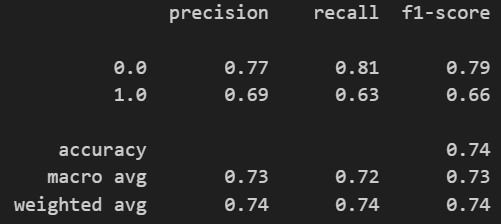 precision recall f1-score
0.0 0.77 0.81 0.79
1.0 0.69 0.63 0.66
accuracy 0.74
macro avg 0.73 0.72 0.73
weighted avg 0.74 0.74 0.74